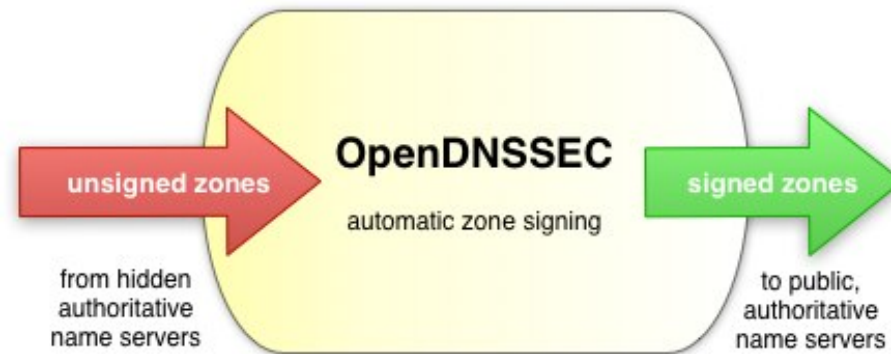 OpenDNSSEC
unsigned zones
signed zones
automatic zone signing
from hidden
authoritative
name servers
to public,
authoritative
name servers